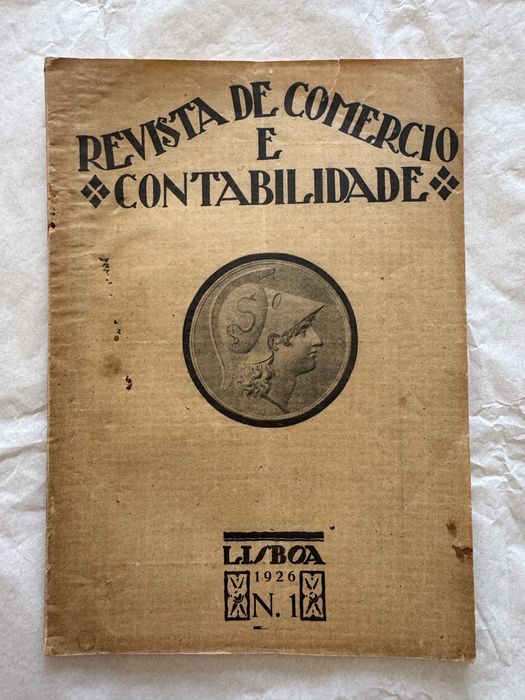 REVISTA DE COMERCIO
E
CONTABILIDADE
LISBOA
1926
N. 1